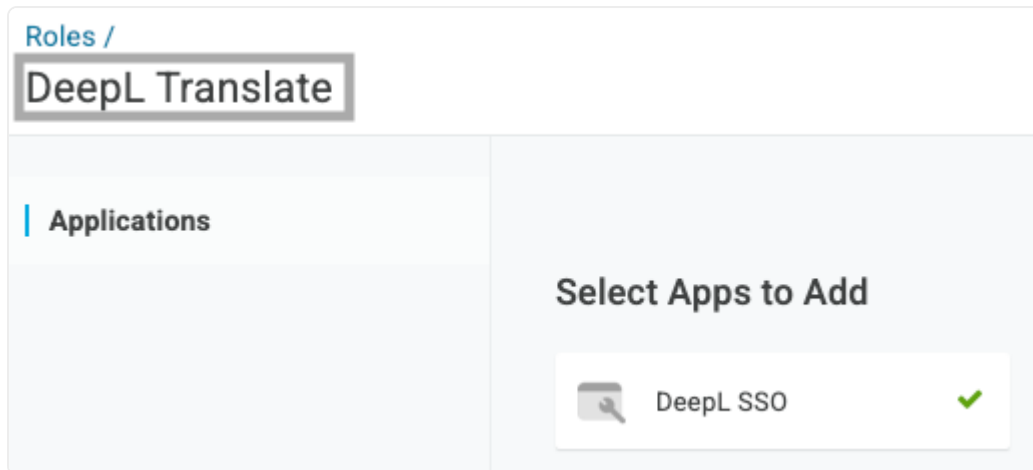 Roles /
DeepL Translate
Applications
Select Apps to Add
DeepL SSO